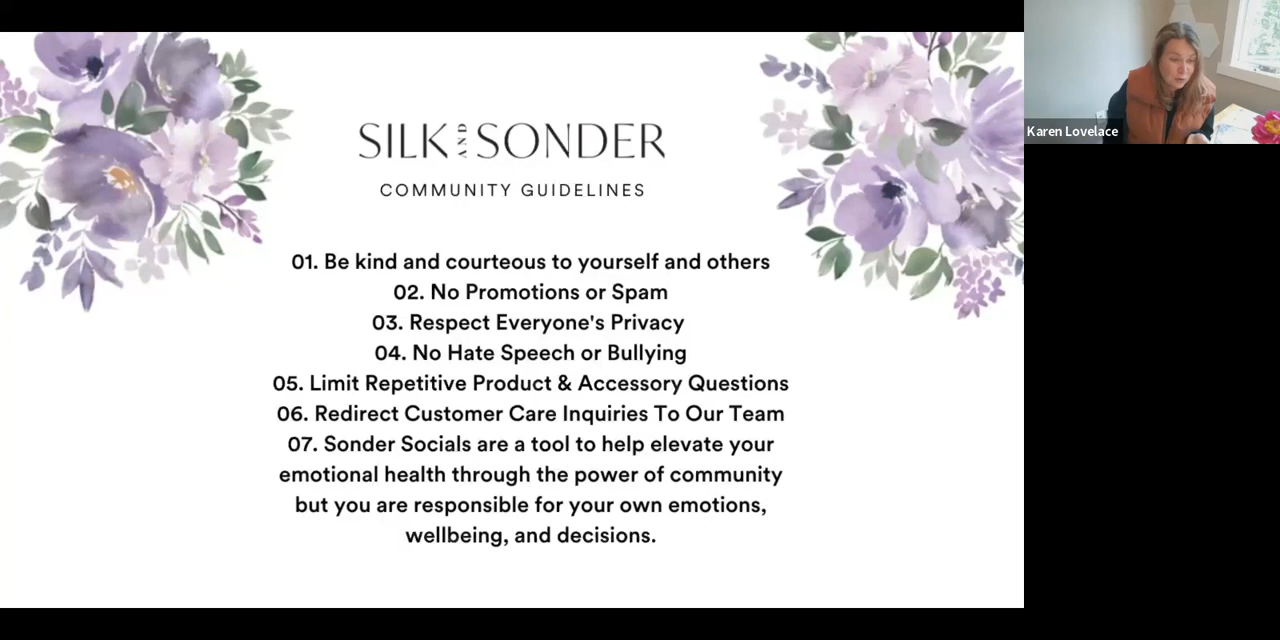 SILK AND SONDER
COMMUNITY GUIDELINES
01. Be kind and courteous to yourself and others
02. No Promotions or Spam
03. Respect Everyone's Privacy
04. No Hate Speech or Bullying
05. Limit Repetitive Product & Accessory Questions
06. Redirect Customer Care Inquiries To Our Team
07. Sonder Socials are a tool to help elevate your
emotional health through the power of community
but you are responsible for your own emotions,
wellbeing, and decisions.
Karen Lovelace